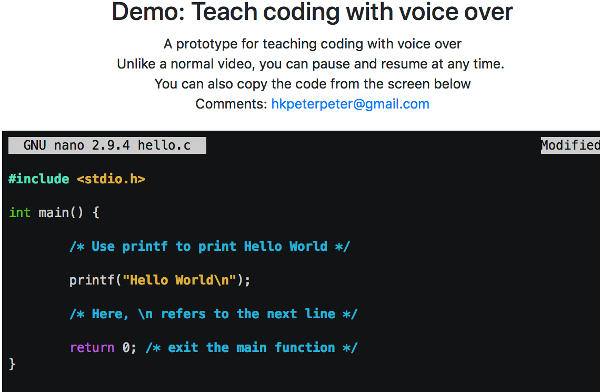 Demo: Teach coding with voice over
A prototype for teaching coding with voice over
Unlike a normal video, you can pause and resume at any time.
You can also copy the code from the screen below
Comments: hkpeterpeter@gmail.com
GNU nano 2.9.4 hello.c Modified
#include <stdio.h>
int main() {
/* Use printf to print Hello World */
printf("Hello World\n");
/* Here, \n refers to the next line */
return 0; /* exit the main function */
}